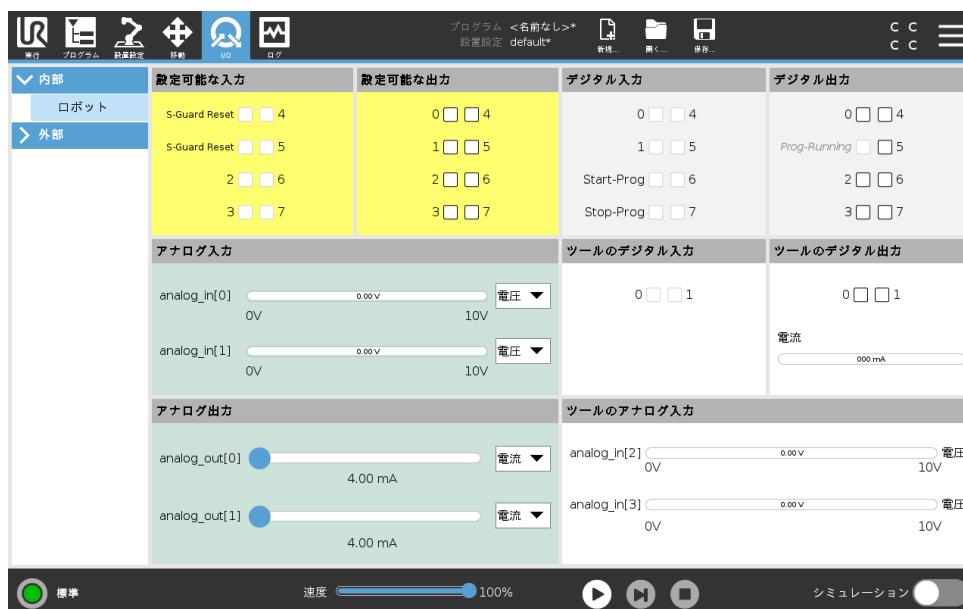 UR
実行
プログラム
設置設定
移動
I/O
ログ
プログラム <名前なし>*
設置設定 default*
新規...
開く...
保存...
C C
C C
内部
ロボット
外部
設定可能な入力
S-Guard Reset 4
S-Guard Reset 5
2 6
3 7
設定可能な出力
0 4
1 5
2 6
3 7
デジタル入力
0 4
1 5
Start-Prog 6
Stop-Prog 7
デジタル出力
0 4
Prog-Running 5
2 6
3 7
アナログ入力
analog_in[0] 0.00 V 電圧
0V 10V
analog_in[1] 0.00 V 電圧
0V 10V
ツールのデジタル入力
0 1
ツールのデジタル出力
0 1
電流
000 mA
アナログ出力
analog_out[0] 電流
4.00 mA
analog_out[1] 電流
4.00 mA
ツールのアナログ入力
analog_in[2] 0.00 V 電圧
0V 10V
analog_in[3] 0.00 V 電圧
0V 10V
標準
速度 100%
シミュレーション